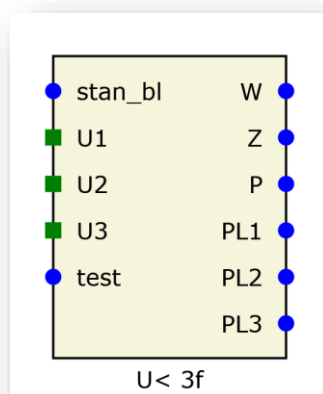 stan_bl W
U1 Z
U2 P
U3 PL1
test PL2
PL3
U< 3f